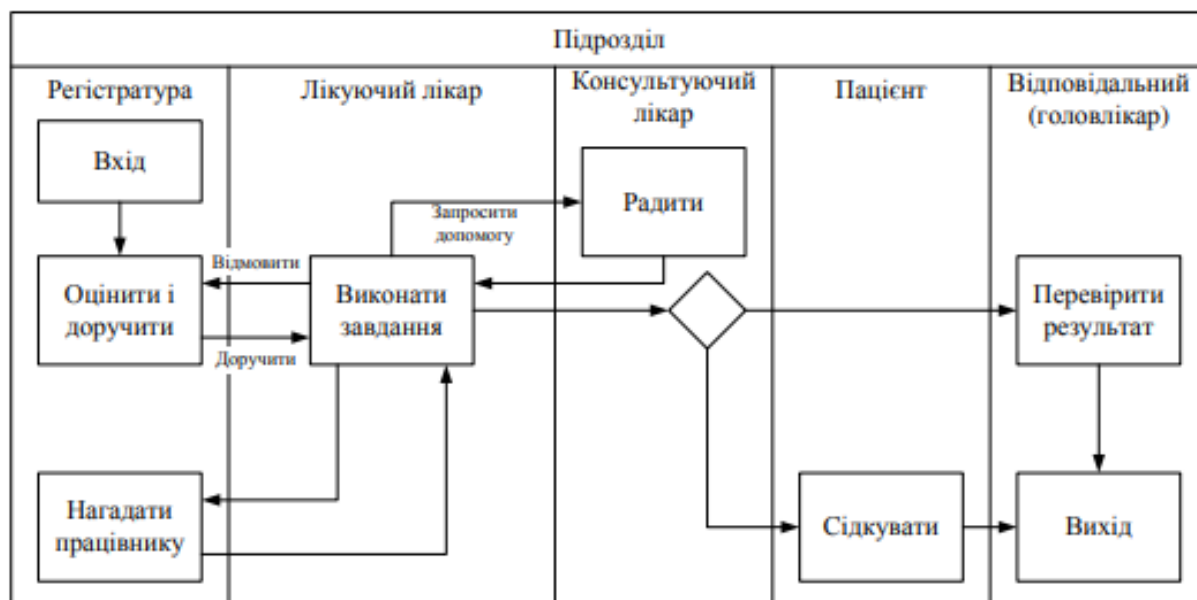 Підрозділ
Регістратура
Лікуючий лікар
Консультуючий
лікар
Пацієнт
Відповідальний
(головлікар)
Вхід
Радити
Запросити
допомогу
Відмовити
Оцінити і
доручити
Виконати
завдання
Перевірити
результат
Доручити
Нагадати
працівнику
Сідкувати
Вихід